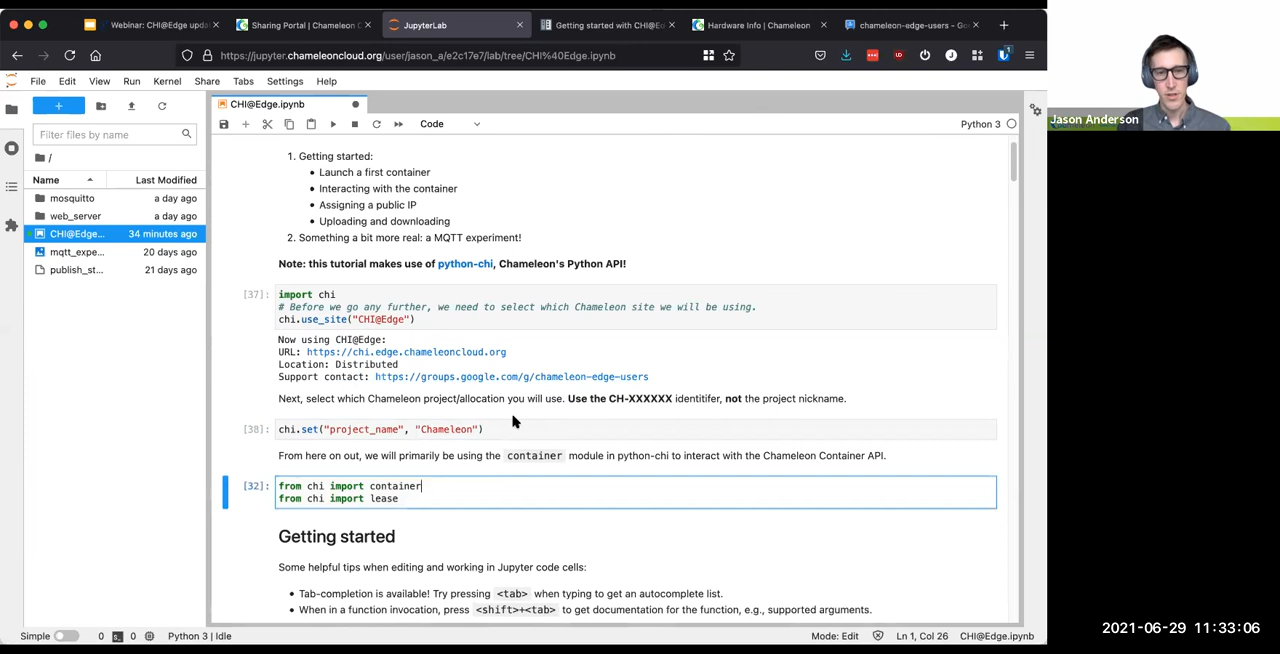 Webinar: CHI@Edge upda
Sharing Portal | Chameleon C
JupyterLab
Getting started with CHI@Ed
Hardware Info | Chameleon
chameleon-edge-users - Go
https://jupyter.chameleoncloud.org/user/jason_a/e2c17e7/lab/tree/CHI%40Edge.ipynb
File Edit View Run Kernel Share Tabs Settings Help
CHI@Edge.ipynb
Filter files by name
Code
Python 3
/
Name Last Modified
mosquitto a day ago
web_server a day ago
CHI@Edge... 34 minutes ago
mqtt_expe... 20 days ago
publish_st... 21 days ago
1. Getting started:
• Launch a first container
• Interacting with the container
• Assigning a public IP
• Uploading and downloading
2. Something a bit more real: a MQTT experiment!
Note: this tutorial makes use of python-chi, Chameleon's Python API!
[37]: import chi
# Before we go any further, we need to select which Chameleon site we will be using.
chi.use_site("CHI@Edge")
Now using CHI@Edge:
URL: https://chi.edge.chameleoncloud.org
Location: Distributed
Support contact: https://groups.google.com/g/chameleon-edge-users
Next, select which Chameleon project/allocation you will use. Use the CH-XXXXXX identitifer, not the project nickname.
[38]: chi.set("project_name", "Chameleon")
From here on out, we will primarily be using the container module in python-chi to interact with the Chameleon Container API.
[32]: from chi import container
from chi import lease
Getting started
Some helpful tips when editing and working in Jupyter code cells:
• Tab-completion is available! Try pressing <tab> when typing to get an autocomplete list.
• When in a function invocation, press <shift>+<tab> to get documentation for the function, e.g., supported arguments.
Simple 0 0 Python 3 | Idle Mode: Edit Ln 1, Col 26 CHI@Edge.ipynb
Jason Anderson
2021-06-29 11:33:06